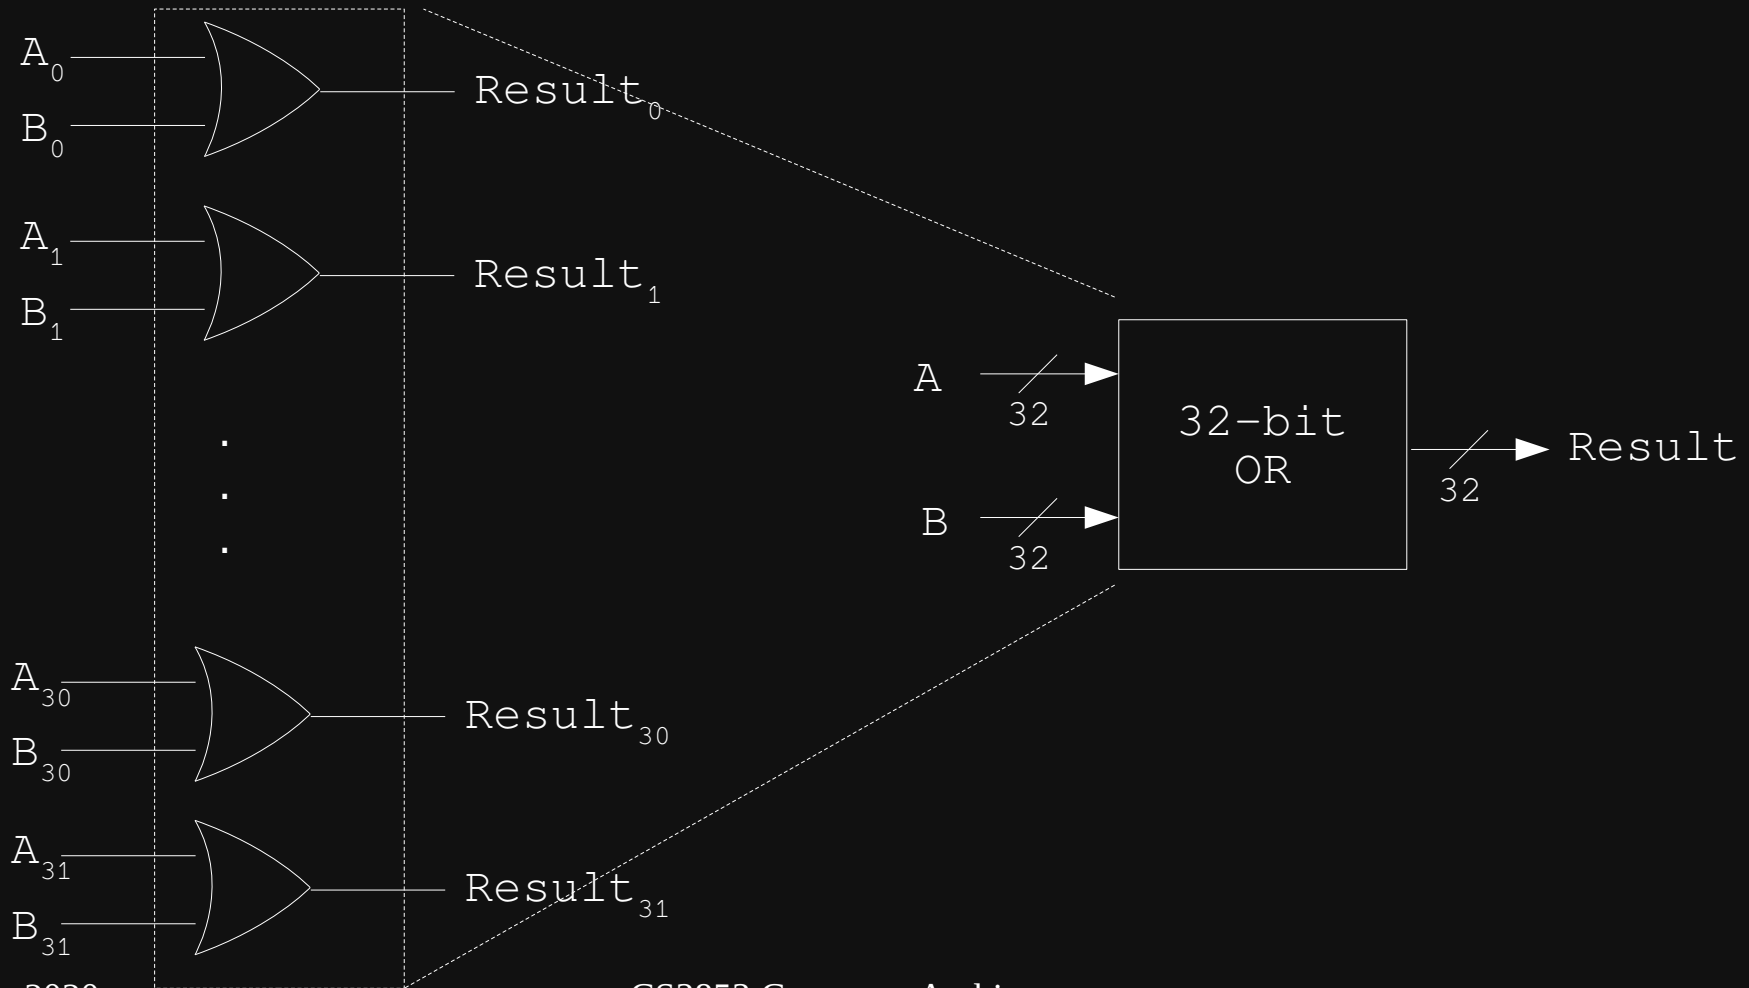 A0
B0
Result0
A1
B1
Result1
.
.
.
A30
B30
Result30
A31
B31
Result31
A
32
B
32
32-bit
OR
Result
32